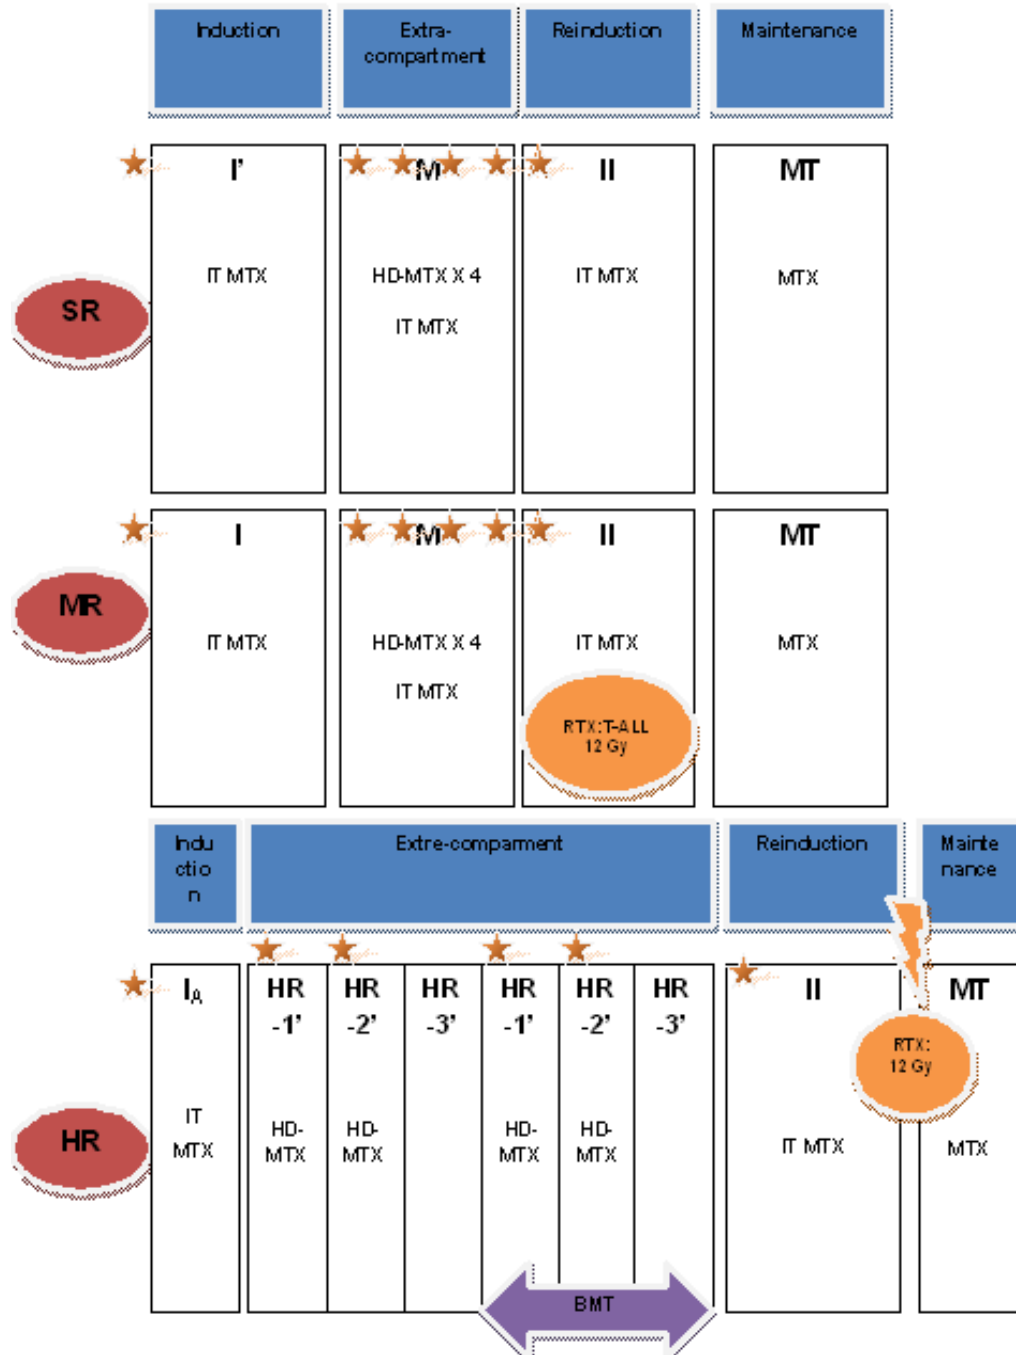 Induction
Extra-
compartment
Reinduction
Maintenance
I'
M
II
MT
SR
IT MTX
HD-MTX X 4
IT MTX
IT MTX
MTX
I
M
II
MT
MR
IT MTX
HD-MTX X 4
IT MTX
IT MTX
MTX
RTX:T-ALL
12 Gy
Indu
ctio
n
Extre-comparment
Reinduction
Mainte
nance
IA
HR
-1'
HR
-2'
HR
-3'
HR
-1'
HR
-2'
HR
-3'
II
MT
RTX:
12 Gy
HR
IT
MTX
HD-
MTX
HD-
MTX
HD-
MTX
HD-
MTX
IT MTX
MTX
BMT